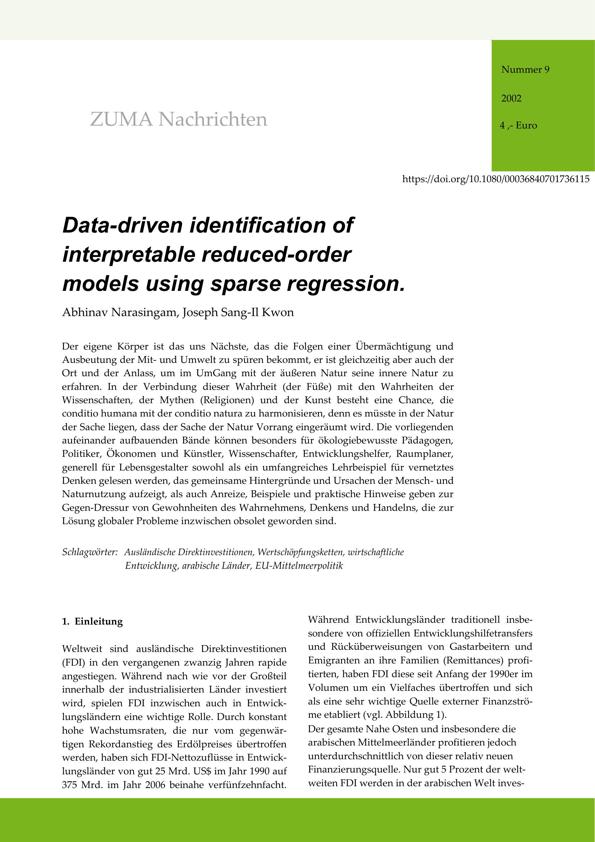 Nummer 9
2002
4 ,- Euro
ZUMA Nachrichten
https://doi.org/10.1080/00036840701736115
Data-driven identification of
interpretable reduced-order
models using sparse regression.
Abhinav Narasingam, Joseph Sang-Il Kwon
Der eigene Körper ist das uns Nächste, das die Folgen einer Übermächtigung und
Ausbeutung der Mit- und Umwelt zu spüren bekommt, er ist gleichzeitig aber auch der
Ort und der Anlass, um im UmGang mit der äußeren Natur seine innere Natur zu
erfahren. In der Verbindung dieser Wahrheit (der Füße) mit den Wahrheiten der
Wissenschaften, der Mythen (Religionen) und der Kunst besteht eine Chance, die
conditio humana mit der conditio natura zu harmonisieren, denn es müsste in der Natur
der Sache liegen, dass der Sache der Natur Vorrang eingeräumt wird. Die vorliegenden
aufeinander aufbauenden Bände können besonders für ökologiebewusste Pädagogen,
Politiker, Ökonomen und Künstler, Wissenschafter, Entwicklungshelfer, Raumplaner,
generell für Lebensgestalter sowohl als ein umfangreiches Lehrbeispiel für vernetztes
Denken gelesen werden, das gemeinsame Hintergründe und Ursachen der Mensch- und
Naturnutzung aufzeigt, als auch Anreize, Beispiele und praktische Hinweise geben zur
Gegen-Dressur von Gewohnheiten des Wahrnehmens, Denkens und Handelns, die zur
Lösung globaler Probleme inzwischen obsolet geworden sind.
Schlagwörter: Ausländische Direktinvestitionen, Wertschöpfungsketten, wirtschaftliche
Entwicklung, arabische Länder, EU-Mittelmeerpolitik
1. Einleitung
Weltweit sind ausländische Direktinvestitionen
(FDI) in den vergangenen zwanzig Jahren rapide
angestiegen. Während nach wie vor der Großteil
innerhalb der industrialisierten Länder investiert
wird, spielen FDI inzwischen auch in Entwick-
lungsländern eine wichtige Rolle. Durch konstant
hohe Wachstumsraten, die nur vom gegenwär-
tigen Rekordanstieg des Erdölpreises übertroffen
werden, haben sich FDI-Nettozuflüsse in Entwick-
lungsländer von gut 25 Mrd. US$ im Jahr 1990 auf
375 Mrd. im Jahr 2006 beinahe verfünfzehnfacht.
Während Entwicklungsländer traditionell insbe-
sondere von offiziellen Entwicklungshilfetransfers
und Rücküberweisungen von Gastarbeitern und
Emigranten an ihre Familien (Remittances) profi-
tierten, haben FDI diese seit Anfang der 1990er im
Volumen um ein Vielfaches übertroffen und sich
als eine sehr wichtige Quelle externer Finanzströ-
me etabliert (vgl. Abbildung 1).
Der gesamte Nahe Osten und insbesondere die
arabischen Mittelmeerländer profitieren jedoch
unterdurchschnittlich von dieser relativ neuen
Finanzierungsquelle. Nur gut 5 Prozent der welt-
weiten FDI werden in der arabischen Welt inves-